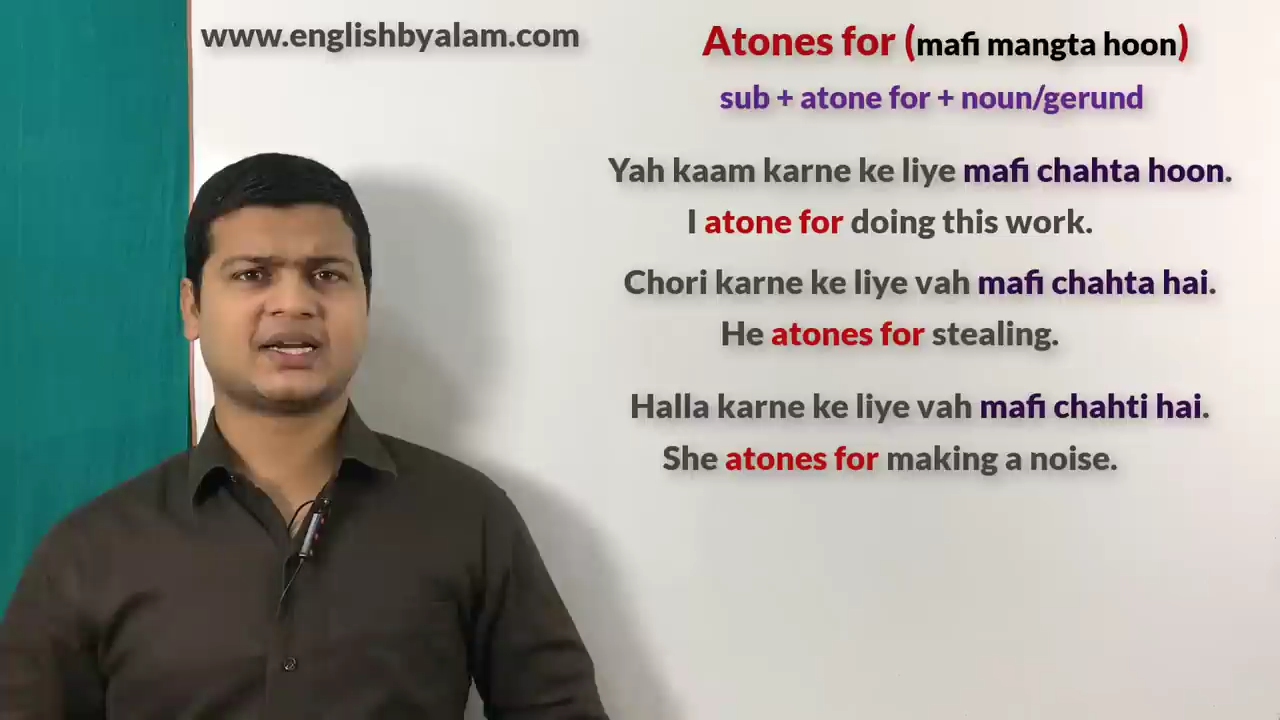 www.englishbyalam.com
Atones for (mafi mangta hoon)
sub + atone for + noun/gerund
Yah kaam karne ke liye mafi chahta hoon.
I atone for doing this work.
Chori karne ke liye vah mafi chahta hai.
He atones for stealing.
Halla karne ke liye vah mafi chahti hai.
She atones for making a noise.